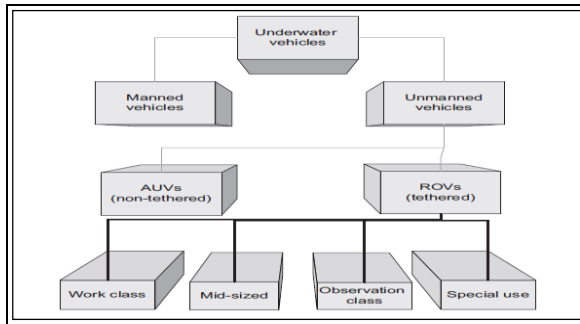 Underwater
vehicles
Manned
vehicles
Unmanned
vehicles
AUVs
(non-tethered)
ROVs
(tethered)
Work class
Mid-sized
Observation
class
Special use